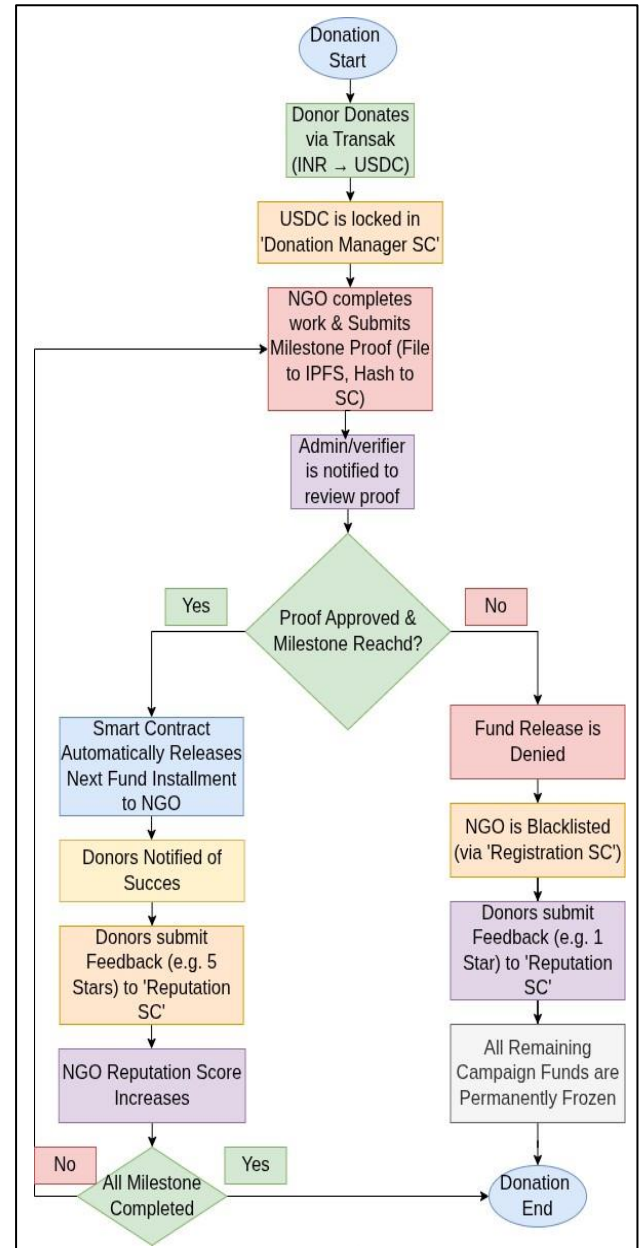 Donation
Start
Donor Donates
via Transak
(INR → USDC)
USDC is locked in
'Donation Manager SC'
NGO completes
work & Submits
Milestone Proof (File
to IPFS, Hash to
SC)
Admin/verifier
is notified to
review proof
Yes
No
Proof Approved &
Milestone Reachd?
Smart Contract
Automatically Releases
Next Fund Installment
to NGO
Donors Notified of
Succes
Donors submit
Feedback (e.g. 5
Stars) to 'Reputation
SC'
NGO Reputation Score
Increases
Fund Release is
Denied
NGO is Blacklisted
(via 'Registration SC')
Donors submit
Feedback (e.g. 1
Star) to 'Reputation
SC'
All Remaining
Campaign Funds are
Permanently Frozen
No
Yes
All Milestone
Completed
Donation
End